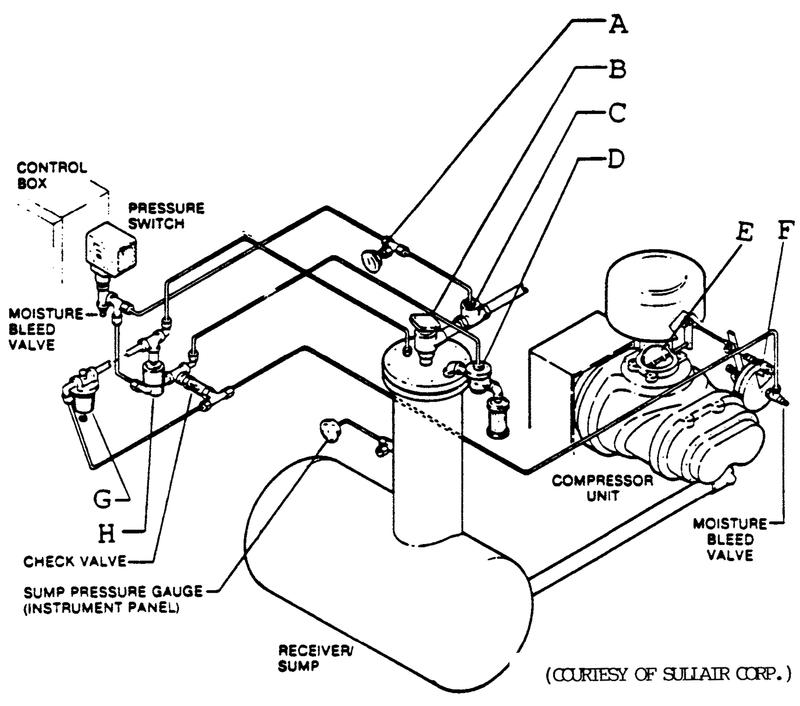 A
B
C
D
CONTROL
BOX
PRESSURE
SWITCH
E
F
MOISTURE
BLEED
VALVE
G
H
COMPRESSOR
UNIT
MOISTURE
BLEED
VALVE
CHECK VALVE
SUMP PRESSURE GAUGE
(INSTRUMENT PANEL)
RECEIVER/
SUMP
(COURTESY OF SULLAIR CORP.)